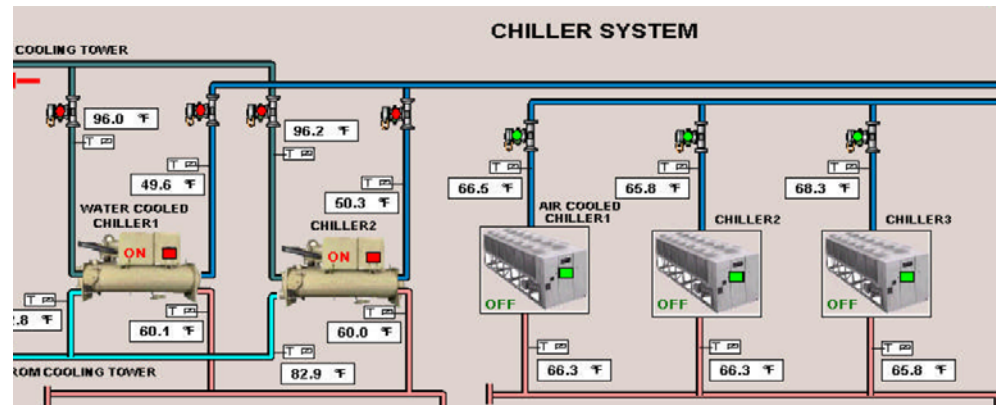 CHILLER SYSTEM
COOLING TOWER
96.0 °F
96.2 °F
T
T
T
T
T
T
T
49.6 °F
50.3 °F
66.5 °F
65.8 °F
68.3 °F
WATER COOLED
CHILLER1
CHILLER2
AIR COOLED
CHILLER1
CHILLER2
CHILLER3
ON
ON
OFF
OFF
OFF
T
T
T
2.8 °F
60.1 °F
60.0 °F
T
T
T
T
82.9 °F
66.3 °F
66.3 °F
65.8 °F
ROM COOLING TOWER